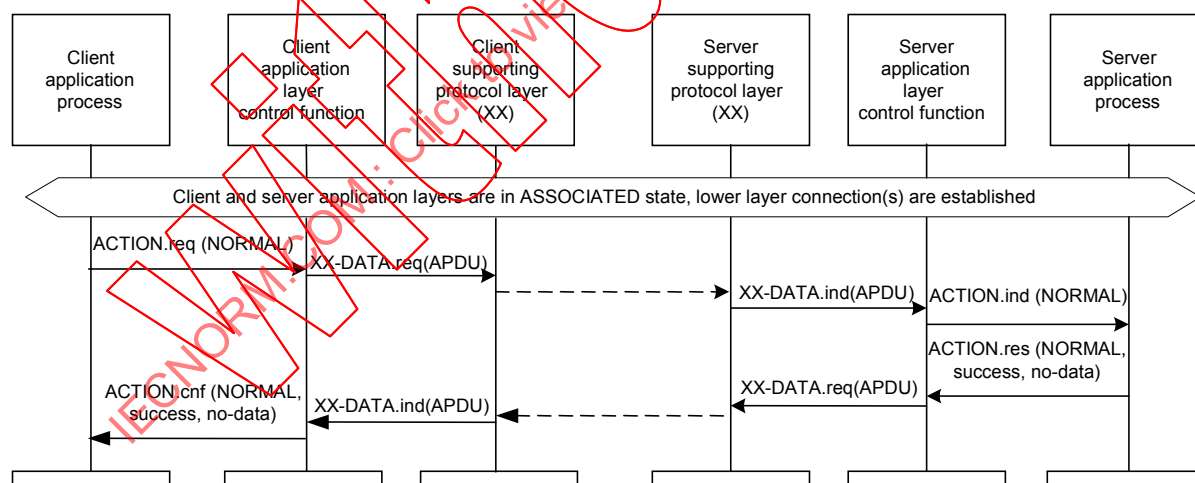 Client
application
process
Client
application
layer
control function
Client
supporting
protocol layer
(XX)
Server
supporting
protocol layer
(XX)
Server
application
layer
control function
Server
application
process
Client and server application layers are in ASSOCIATED state, lower layer connection(s) are established
ACTION.req (NORMAL)
XX-DATA.req(APDU)
XX-DATA.ind(APDU)
ACTION.ind (NORMAL)
ACTION.res (NORMAL,
success, no-data)
XX-DATA.req(APDU)
XX-DATA.ind(APDU)
ACTION.cnf (NORMAL,
success, no-data)
IECNORM.COM: Click to vie